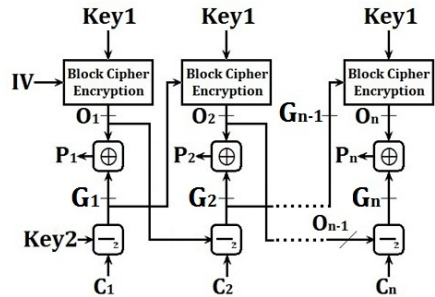 Key1 Key1 Key1
IV Block Cipher Encryption Block Cipher Encryption Block Cipher Encryption
O1 O2 Gn-1 On
P1 ⊕ P2 ⊕ Pn ⊕
G1 G2 Gn
On-1
Key2 −2 −2 −2
C1 C2 Cn